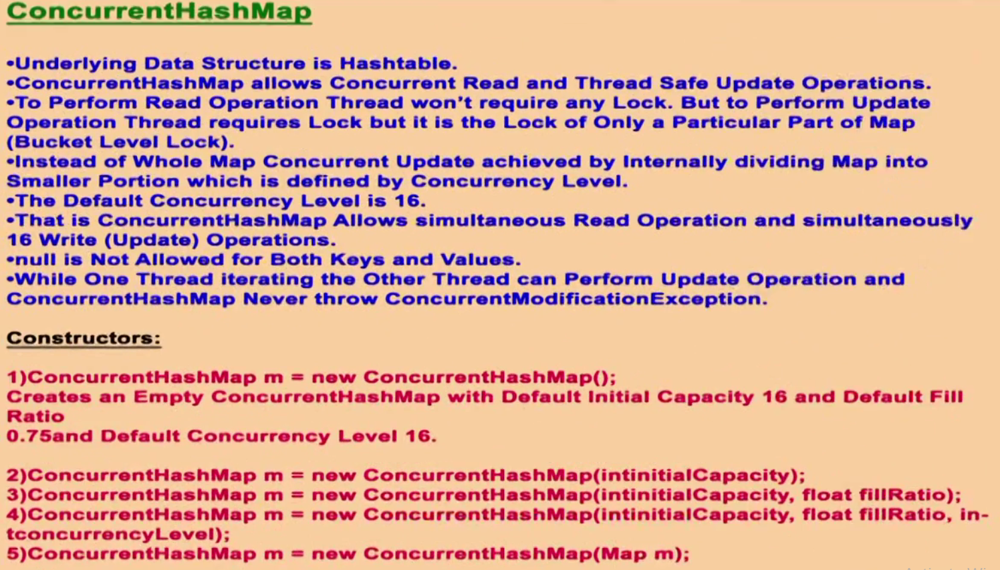 ConcurrentHashMap
•Underlying Data Structure is Hashtable.
•ConcurrentHashMap allows Concurrent Read and Thread Safe Update Operations.
•To Perform Read Operation Thread won't require any Lock. But to Perform Update
Operation Thread requires Lock but it is the Lock of Only a Particular Part of Map
(Bucket Level Lock).
•Instead of Whole Map Concurrent Update achieved by Internally dividing Map into
Smaller Portion which is defined by Concurrency Level.
•The Default Concurrency Level is 16.
•That is ConcurrentHashMap Allows simultaneous Read Operation and simultaneously
16 Write (Update) Operations.
•null is Not Allowed for Both Keys and Values.
•While One Thread iterating the Other Thread can Perform Update Operation and
ConcurrentHashMap Never throw ConcurrentModificationException.
Constructors:
1)ConcurrentHashMap m = new ConcurrentHashMap();
Creates an Empty ConcurrentHashMap with Default Initial Capacity 16 and Default Fill
Ratio
0.75and Default Concurrency Level 16.
2)ConcurrentHashMap m = new ConcurrentHashMap(intinitialCapacity);
3)ConcurrentHashMap m = new ConcurrentHashMap(intinitialCapacity, float fillRatio);
4)ConcurrentHashMap m = new ConcurrentHashMap(intinitialCapacity, float fillRatio, in-
tconcurrencyLevel);
5)ConcurrentHashMap m = new ConcurrentHashMap(Map m);